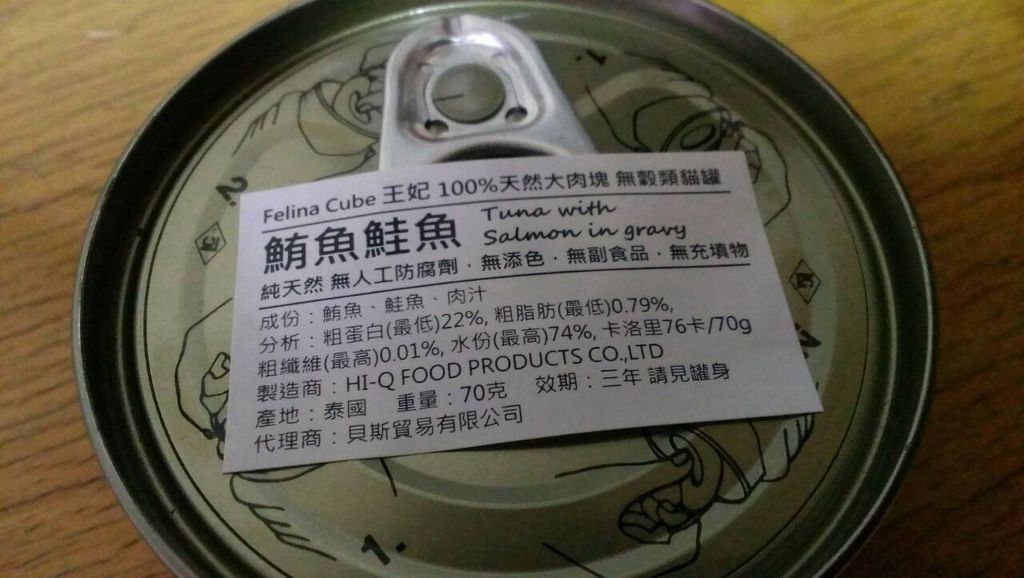 Felina Cube 王妃 100%天然大肉塊 無穀類貓罐
鮪魚鮭魚 Tuna with
Salmon in gravy
純天然 無人工防腐劑．無添色．無副食品．無充填物
成份：鮪魚、鮭魚、肉汁
分析：粗蛋白(最低)22%, 粗脂肪(最低)0.79%,
粗纖維(最高)0.01%, 水份(最高)74%, 卡洛里76卡/70g
製造商：HI-Q FOOD PRODUCTS CO.,LTD
產地：泰國 重量：70克 效期：三年 請見罐身
代理商：貝斯貿易有限公司
2.
1.
1.